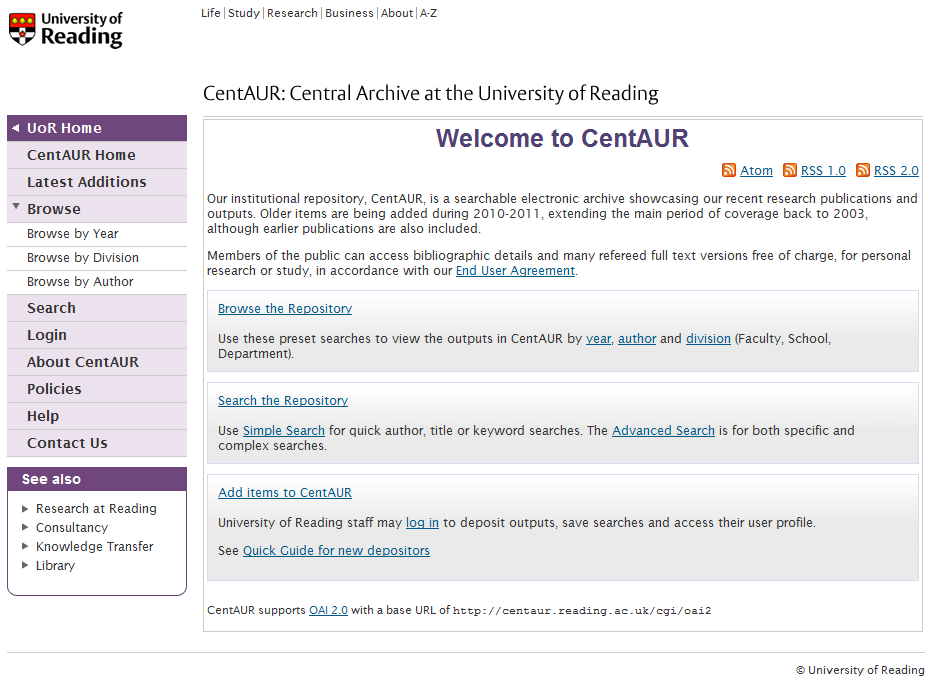 University of
Reading
Life | Study | Research | Business | About | A-Z
CentAUR: Central Archive at the University of Reading
UoR Home
CentAUR Home
Latest Additions
Browse
Browse by Year
Browse by Division
Browse by Author
Search
Login
About CentAUR
Policies
Help
Contact Us
See also
Research at Reading
Consultancy
Knowledge Transfer
Library
Welcome to CentAUR
Atom RSS 1.0 RSS 2.0
Our institutional repository, CentAUR, is a searchable electronic archive showcasing our recent research publications and
outputs. Older items are being added during 2010-2011, extending the main period of coverage back to 2003,
although earlier publications are also included.
Members of the public can access bibliographic details and many refereed full text versions free of charge, for personal
research or study, in accordance with our End User Agreement.
Browse the Repository
Use these preset searches to view the outputs in CentAUR by year, author and division (Faculty, School,
Department).
Search the Repository
Use Simple Search for quick author, title or keyword searches. The Advanced Search is for both specific and
complex searches.
Add items to CentAUR
University of Reading staff may log in to deposit outputs, save searches and access their user profile.
See Quick Guide for new depositors
CentAUR supports OAI 2.0 with a base URL of http://centaur.reading.ac.uk/cgi/oai2
© University of Reading